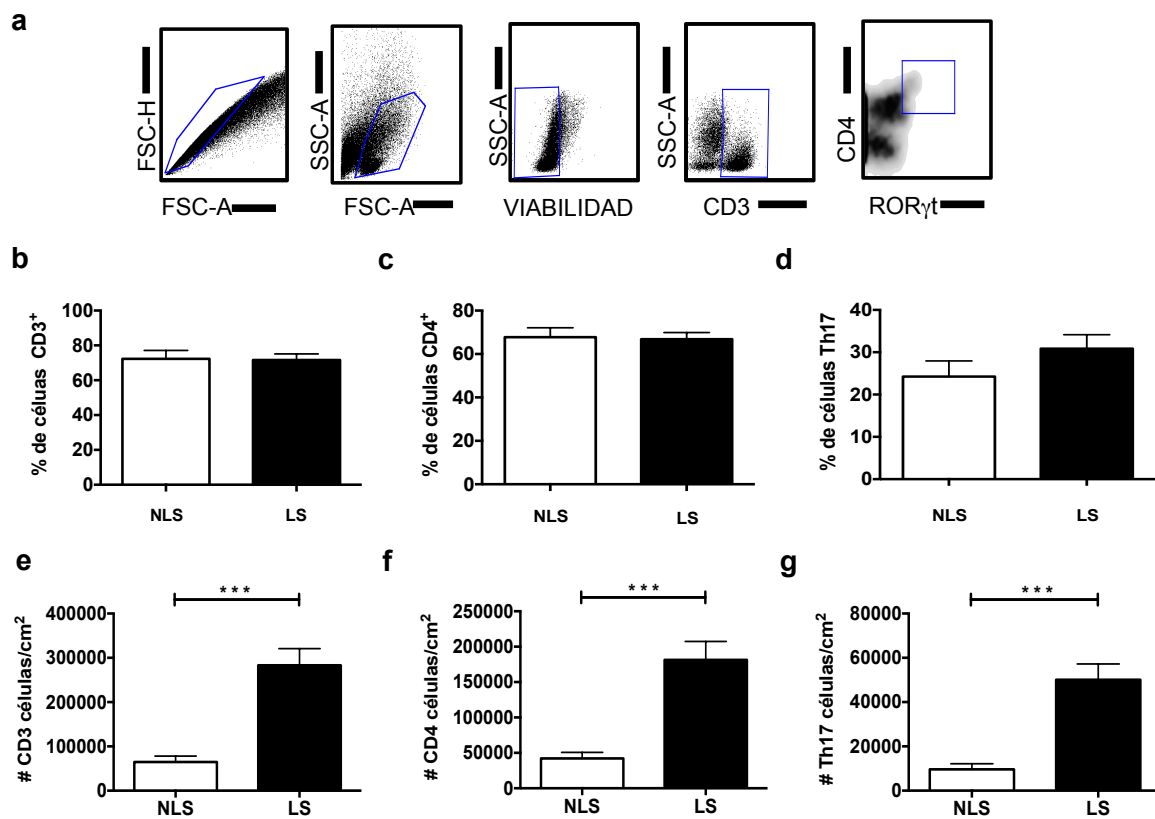 a
FSC-H
FSC-A
SSC-A
FSC-A
SSC-A
VIABILIDAD
SSC-A
CD3
CD4
RORγt
b
% de célúas CD3+
100
80
60
40
20
0
NLS
LS
c
% de células CD4+
80
60
40
20
0
NLS
LS
d
% de células Th17
40
30
20
10
0
NLS
LS
e
***
# CD3 células/cm²
400000
300000
200000
100000
0
NLS
LS
f
***
# CD4 células/cm²
250000
200000
150000
100000
50000
0
NLS
LS
g
***
# Th17 células/cm²
80000
60000
40000
20000
0
NLS
LS